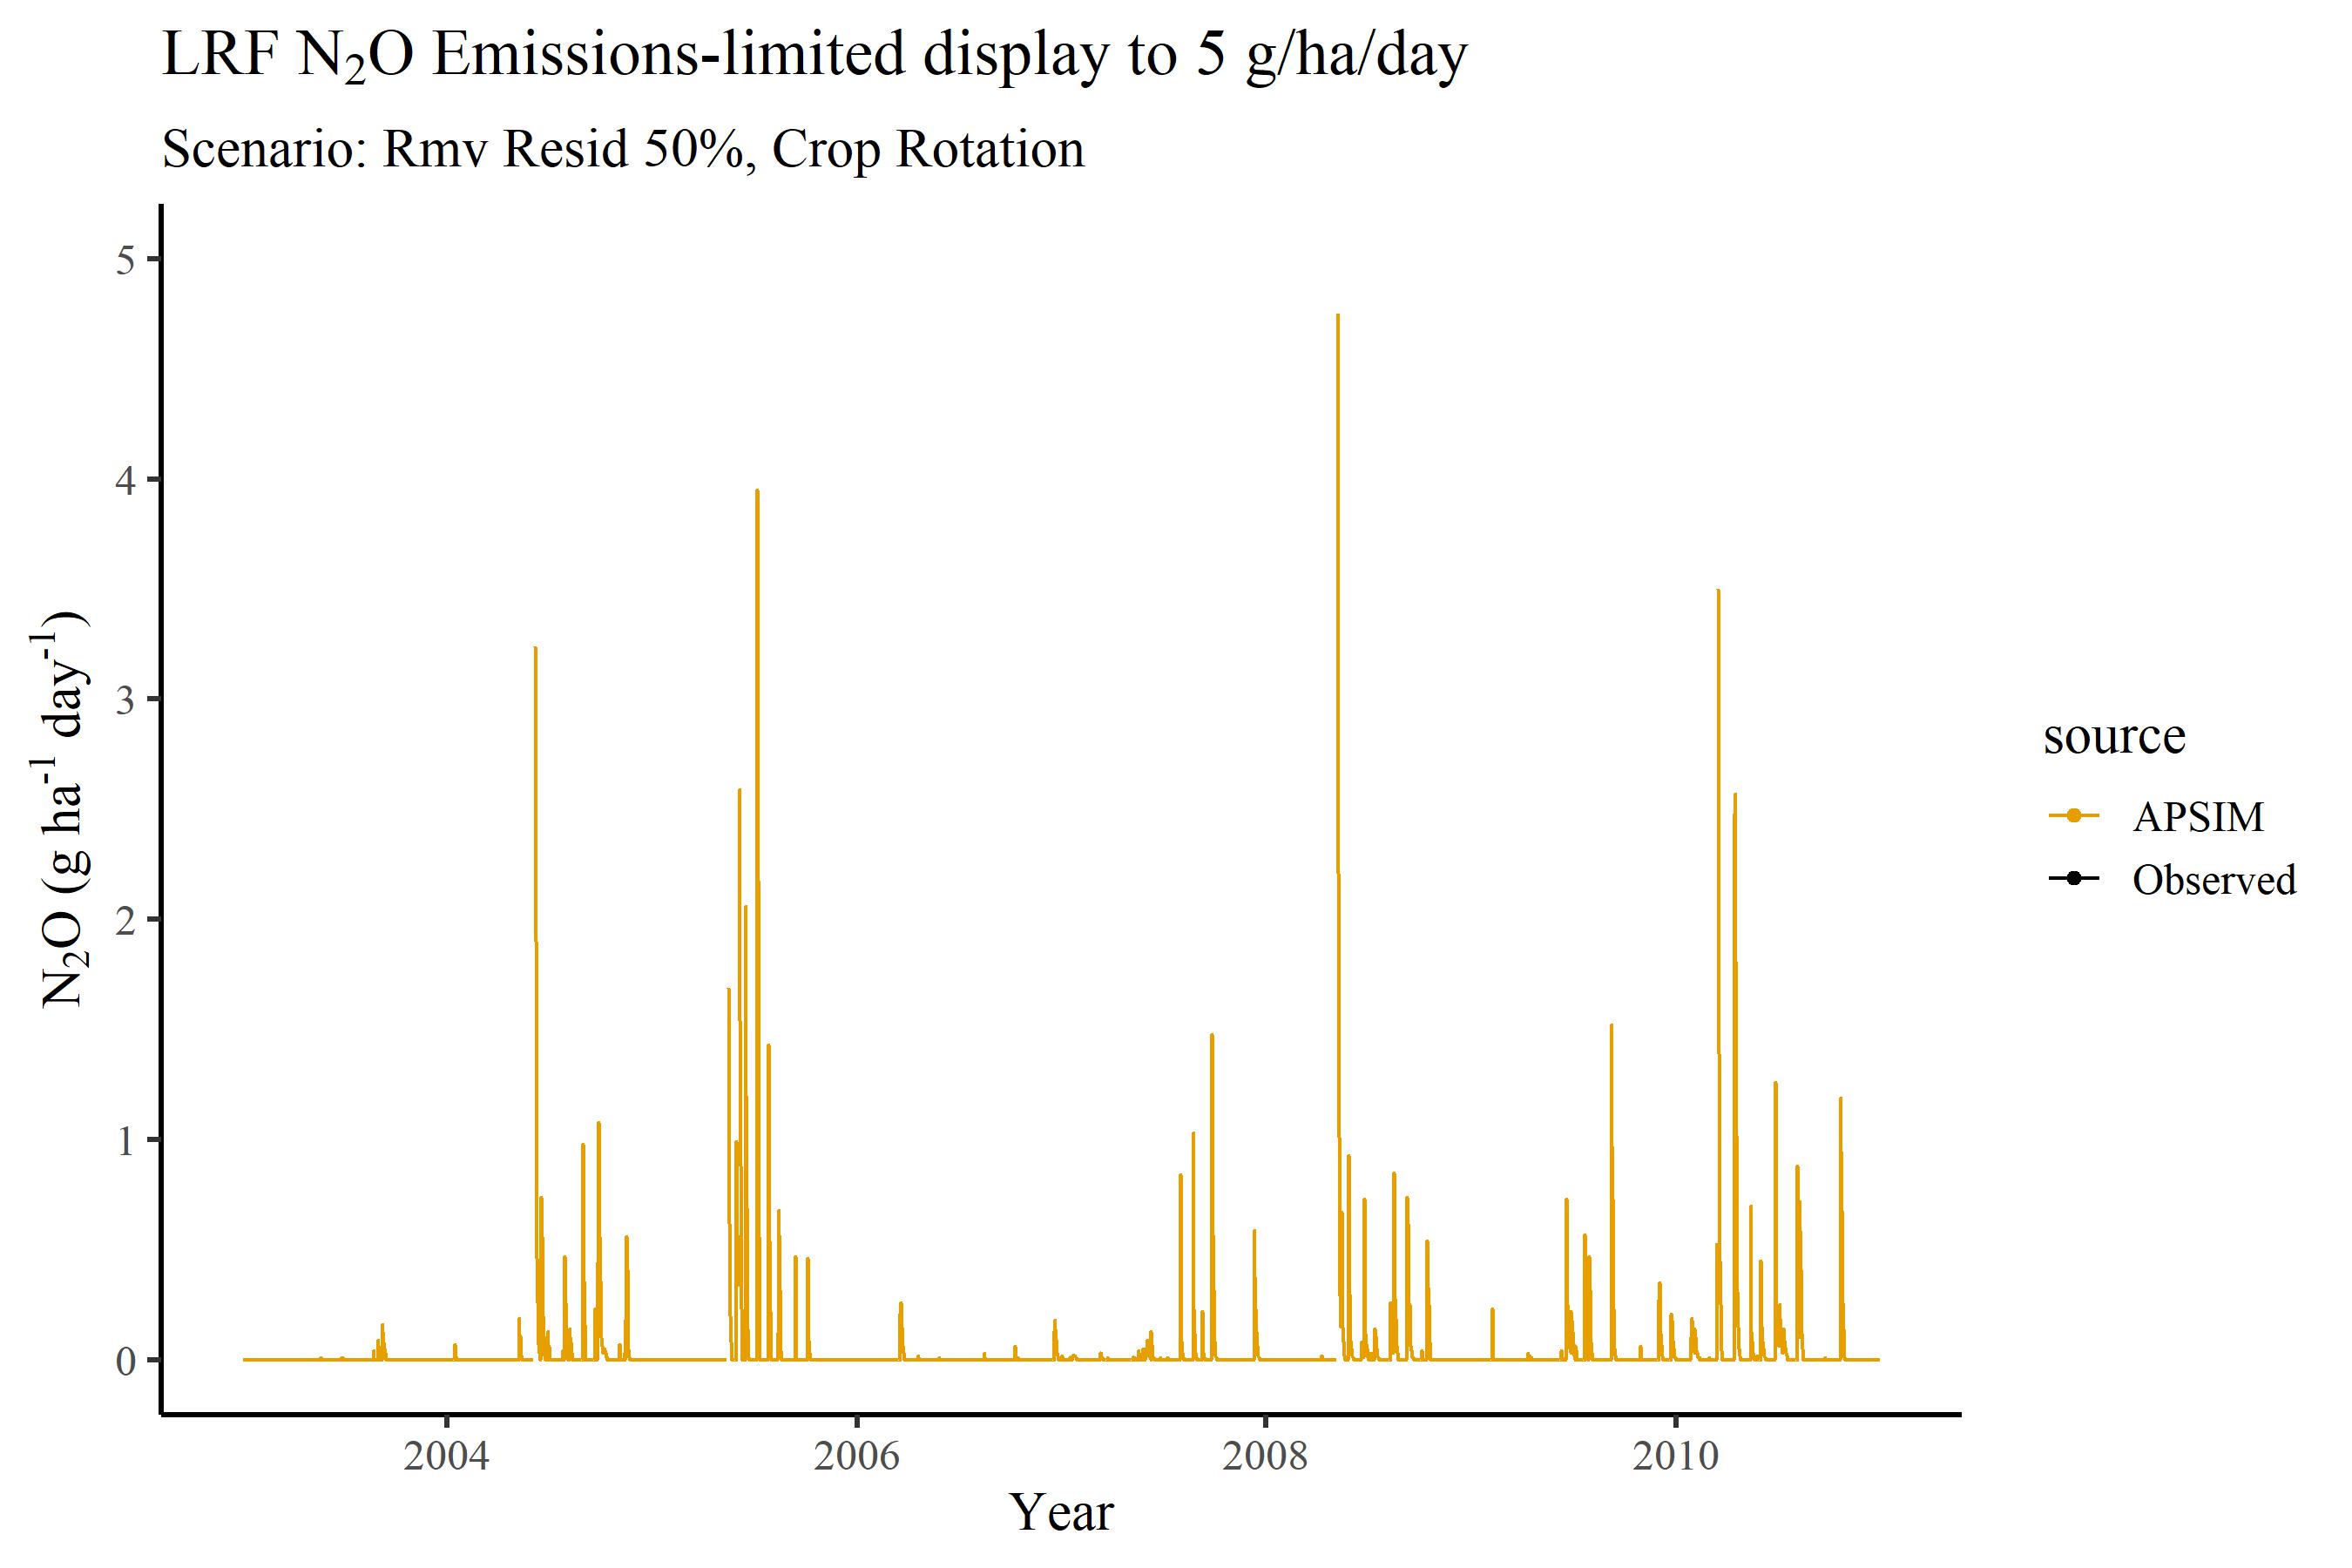 LRF N₂O Emissions-limited display to 5 g/ha/day
Scenario: Rmv Resid 50%, Crop Rotation
N₂O (g ha⁻¹ day⁻¹)
5
4
3
2
1
0
2004 2006 2008 2010
Year
source
APSIM
Observed